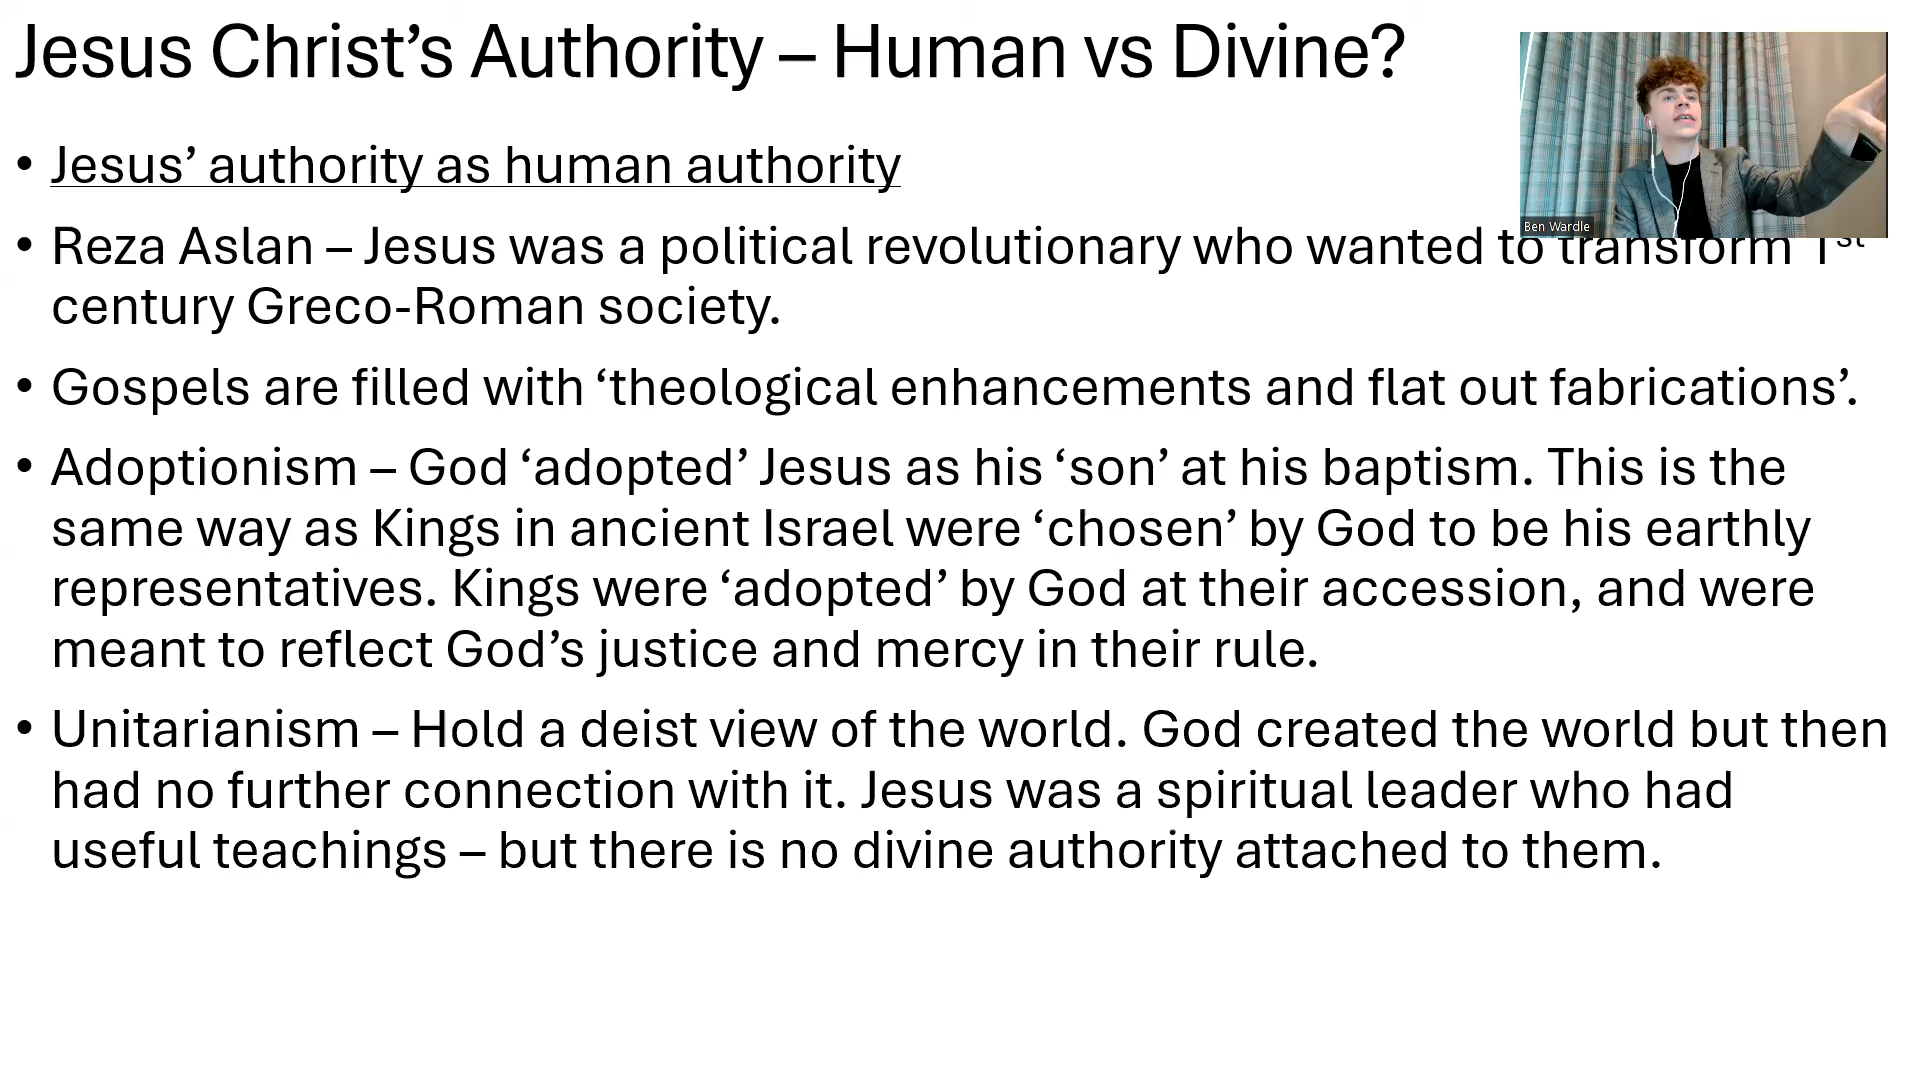 Jesus Christ’s Authority – Human vs Divine?
• Jesus’ authority as human authority
• Reza Aslan – Jesus was a political revolutionary who wanted to transform 1st
century Greco-Roman society.
• Gospels are filled with ‘theological enhancements and flat out fabrications’.
• Adoptionism – God ‘adopted’ Jesus as his ‘son’ at his baptism. This is the
same way as Kings in ancient Israel were ‘chosen’ by God to be his earthly
representatives. Kings were ‘adopted’ by God at their accession, and were
meant to reflect God’s justice and mercy in their rule.
• Unitarianism – Hold a deist view of the world. God created the world but then
had no further connection with it. Jesus was a spiritual leader who had
useful teachings – but there is no divine authority attached to them.
Ben Wardle